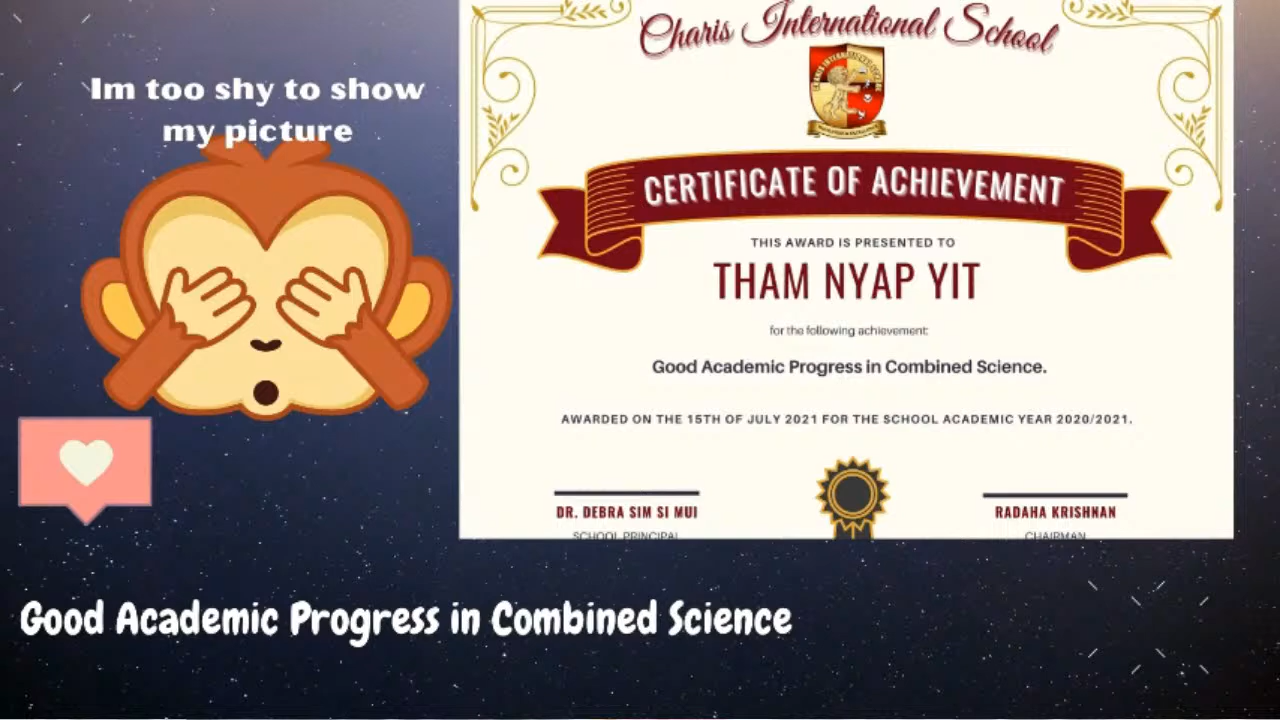 Im too shy to show
my picture
Charis International School
CERTIFICATE OF ACHIEVEMENT
THIS AWARD IS PRESENTED TO
THAM NYAP YIT
for the following achievement:
Good Academic Progress in Combined Science.
AWARDED ON THE 15TH OF JULY 2021 FOR THE SCHOOL ACADEMIC YEAR 2020/2021.
DR. DEBRA SIM SI MUI
SCHOOL PRINCIPAL
RADAHA KRISHNAN
CHAIRMAN
Good Academic Progress in Combined Science